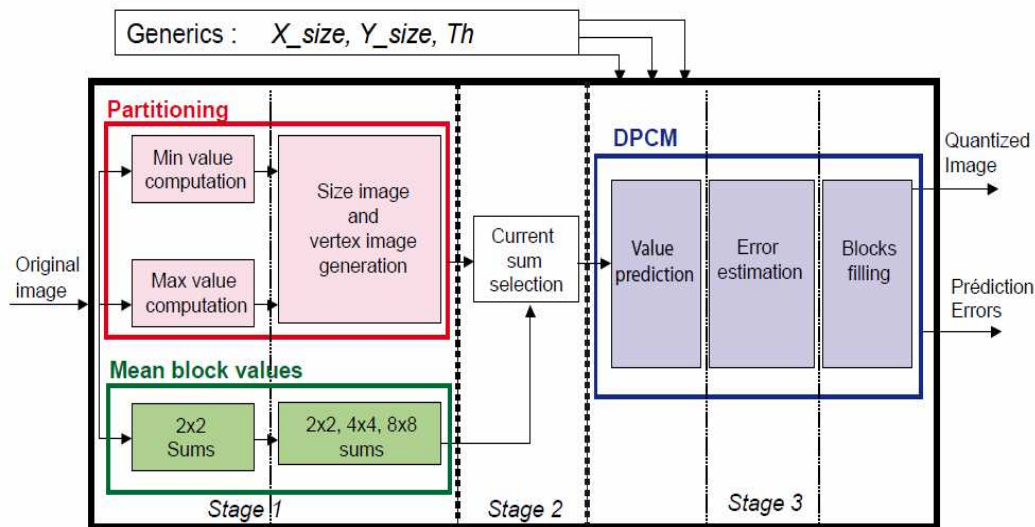 Generics : X_size, Y_size, Th
Partitioning
Min value
computation
Max value
computation
Size image
and
vertex image
generation
Original
image
Mean block values
2x2
Sums
2x2, 4x4, 8x8
sums
Stage 1
Current
sum
selection
Stage 2
DPCM
Value
prediction
Error
estimation
Blocks
filling
Stage 3
Quantized
Image
Prédiction
Errors